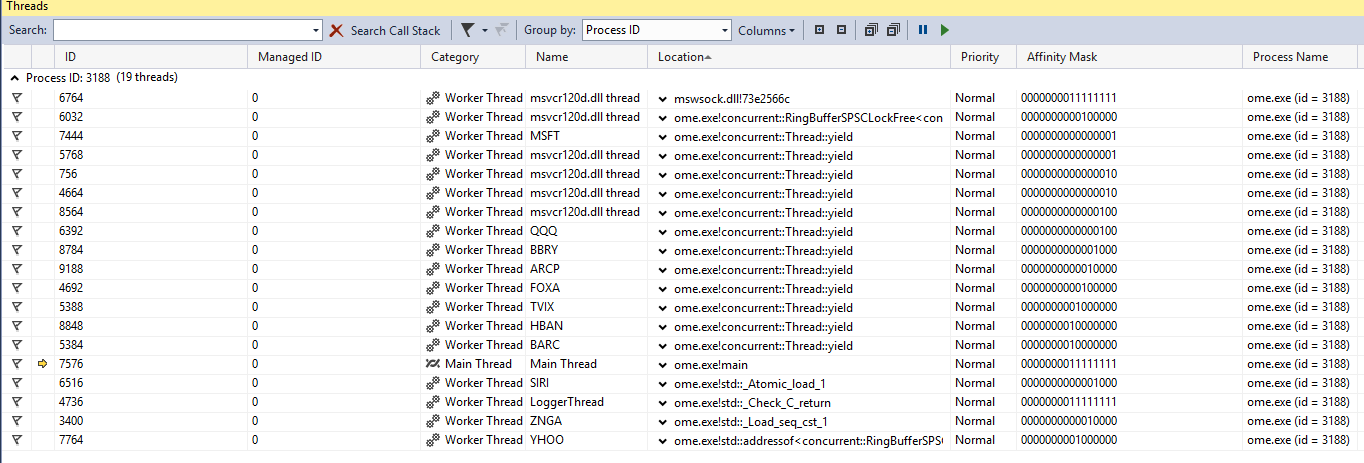 Threads
Search: Search Call Stack Group by: Process ID Columns
ID Managed ID Category Name Location Priority Affinity Mask Process Name
Process ID: 3188 (19 threads)
6764 0 Worker Thread msvcr120d.dll thread mswsock.dll!73e2566c Normal 0000000011111111 ome.exe (id = 3188)
6032 0 Worker Thread msvcr120d.dll thread ome.exe!concurrent::RingBufferSPSCLockFree<con Normal 0000000000100000 ome.exe (id = 3188)
7444 0 Worker Thread MSFT ome.exe!concurrent::Thread::yield Normal 0000000000000001 ome.exe (id = 3188)
5768 0 Worker Thread msvcr120d.dll thread ome.exe!concurrent::Thread::yield Normal 0000000000000001 ome.exe (id = 3188)
756 0 Worker Thread msvcr120d.dll thread ome.exe!concurrent::Thread::yield Normal 0000000000000010 ome.exe (id = 3188)
4664 0 Worker Thread msvcr120d.dll thread ome.exe!concurrent::Thread::yield Normal 0000000000000010 ome.exe (id = 3188)
8564 0 Worker Thread msvcr120d.dll thread ome.exe!concurrent::Thread::yield Normal 0000000000000100 ome.exe (id = 3188)
6392 0 Worker Thread QQQ ome.exe!concurrent::Thread::yield Normal 0000000000000100 ome.exe (id = 3188)
8784 0 Worker Thread BBRY ome.exe!concurrent::Thread::yield Normal 0000000000001000 ome.exe (id = 3188)
9188 0 Worker Thread ARCP ome.exe!concurrent::Thread::yield Normal 0000000000010000 ome.exe (id = 3188)
4692 0 Worker Thread FOXA ome.exe!concurrent::Thread::yield Normal 0000000000100000 ome.exe (id = 3188)
5388 0 Worker Thread TVIX ome.exe!concurrent::Thread::yield Normal 0000000001000000 ome.exe (id = 3188)
8848 0 Worker Thread HBAN ome.exe!concurrent::Thread::yield Normal 0000000010000000 ome.exe (id = 3188)
5384 0 Worker Thread BARC ome.exe!concurrent::Thread::yield Normal 0000000010000000 ome.exe (id = 3188)
7576 0 Main Thread Main Thread ome.exe!main Normal 0000000011111111 ome.exe (id = 3188)
6516 0 Worker Thread SIRI ome.exe!std::_Atomic_load_1 Normal 0000000000001000 ome.exe (id = 3188)
4736 0 Worker Thread LoggerThread ome.exe!std::_Check_C_return Normal 0000000011111111 ome.exe (id = 3188)
3400 0 Worker Thread ZNGA ome.exe!std::_Load_seq_cst_1 Normal 0000000000010000 ome.exe (id = 3188)
7764 0 Worker Thread YHOO ome.exe!std::addressof<concurrent::RingBufferSPS Normal 0000000001000000 ome.exe (id = 3188)